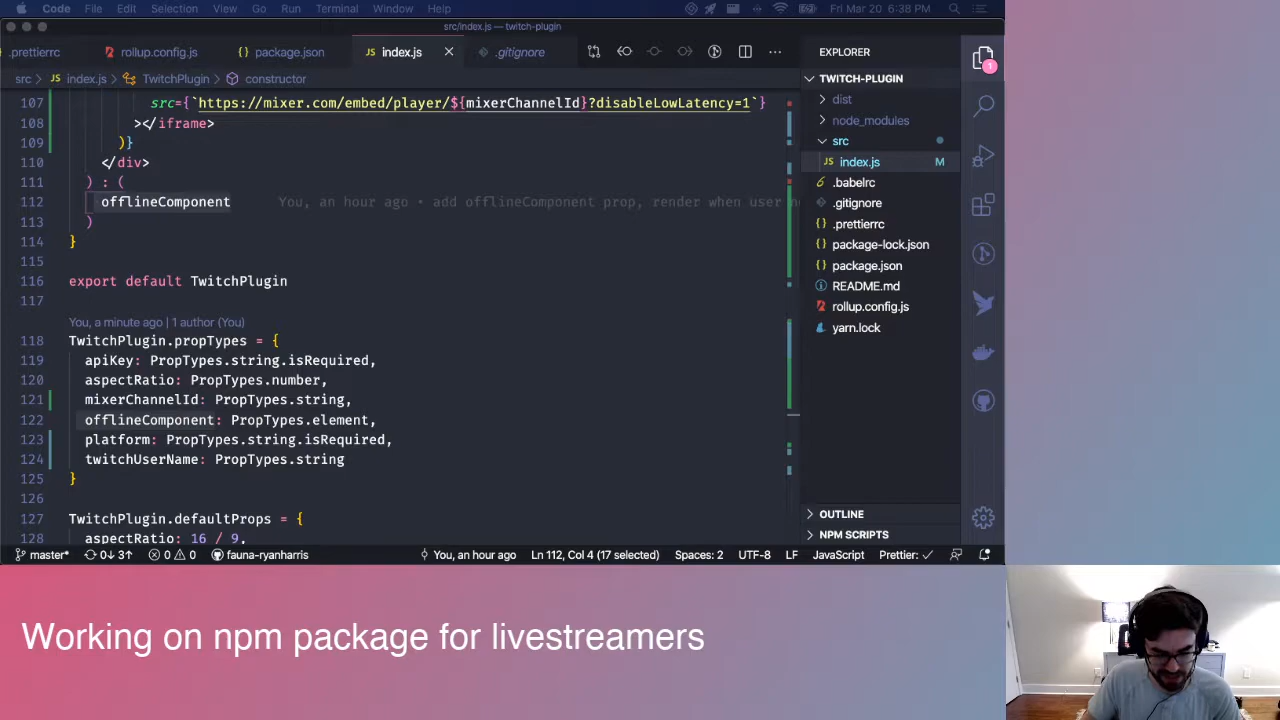 Code File Edit Selection View Go Run Terminal Window Help Fri Mar 20 6:38 PM
src/index.js — twitch-plugin
.prettierrc rollup.config.js package.json JS index.js .gitignore
src JS index.js TwitchPlugin constructor
107 src={`https://mixer.com/embed/player/${mixerChannelId}?disableLowLatency=1`}
108 ></iframe>
109 )}
110 </div>
111 ) : (
112 offlineComponent You, an hour ago • add offlineComponent prop, render when user
113 )
114 }
115
116 export default TwitchPlugin
117
You, a minute ago | 1 author (You)
118 TwitchPlugin.propTypes = {
119 apiKey: PropTypes.string.isRequired,
120 aspectRatio: PropTypes.number,
121 mixerChannelId: PropTypes.string,
122 offlineComponent: PropTypes.element,
123 platform: PropTypes.string.isRequired,
124 twitchUserName: PropTypes.string
125 }
126
127 TwitchPlugin.defaultProps = {
128 aspectRatio: 16 / 9,
EXPLORER
TWITCH-PLUGIN
dist
node_modules
src
JS index.js M
.babelrc
.gitignore
{} .prettierrc
{} package-lock.json
{} package.json
README.md
rollup.config.js
yarn.lock
OUTLINE
NPM SCRIPTS
1
master* 0↓ 3↑ 0 0 fauna-ryanharris You, an hour ago Ln 112, Col 4 (17 selected) Spaces: 2 UTF-8 LF JavaScript Prettier: ✓
Working on npm package for livestreamers